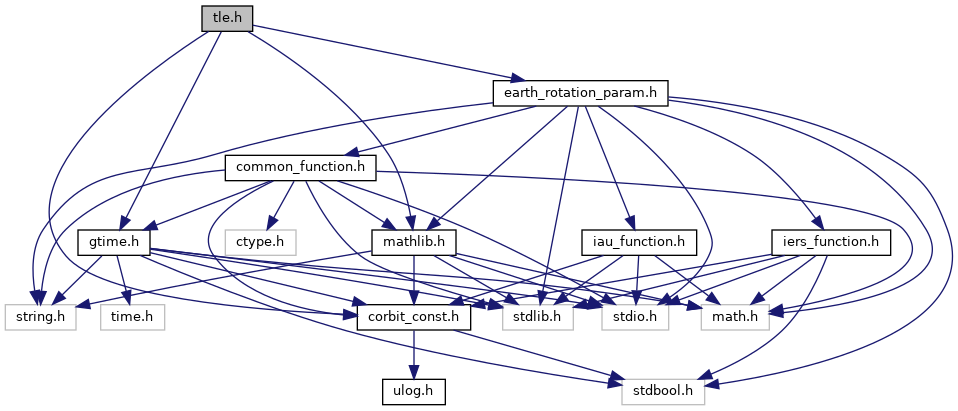 tle.h
earth_rotation_param.h
common_function.h
gtime.h
ctype.h
mathlib.h
iau_function.h
iers_function.h
string.h
time.h
corbit_const.h
stdlib.h
stdio.h
math.h
ulog.h
stdbool.h